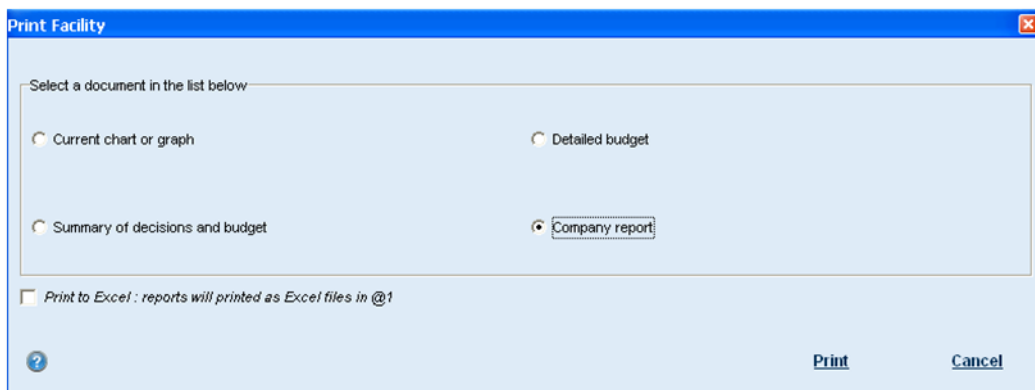 Print Facility
Select a document in the list below
Current chart or graph
Detailed budget
Summary of decisions and budget
Company report
Print to Excel : reports will printed as Excel files in @1
?
Print
Cancel